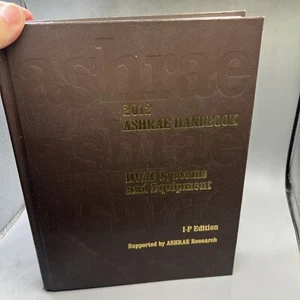 ashrae
2012
ASHRAE HANDBOOK
HVAC Systems
and Equipment
I-P Edition
Supported by ASHRAE Research